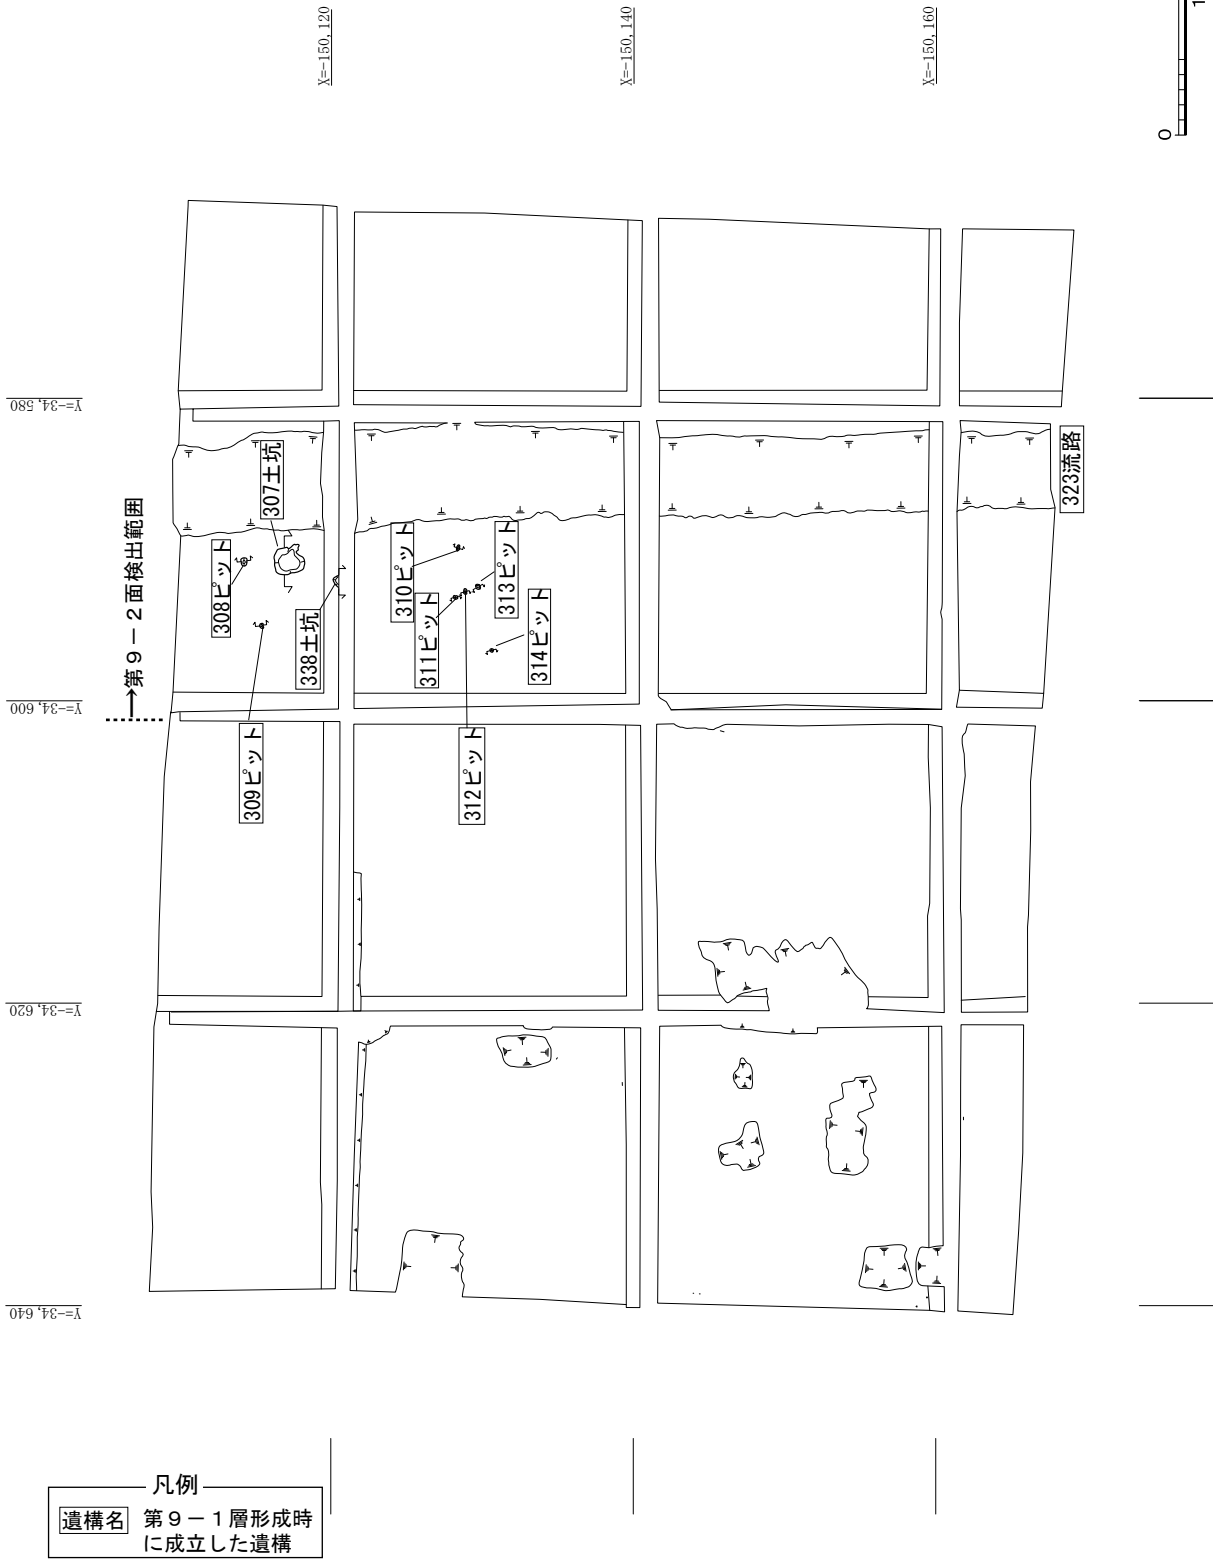 X=-150,120
X=-150,140
X=-150,160
0
1
Y=-34,580
Y=-34,600
Y=-34,620
Y=-34,640
第９－２面検出範囲
307土坑
308ピット
309ピット
338土坑
310ピット
311ピット
312ピット
313ピット
314ピット
323流路
凡例
遺構名
第９－１層形成時
に成立した遺構